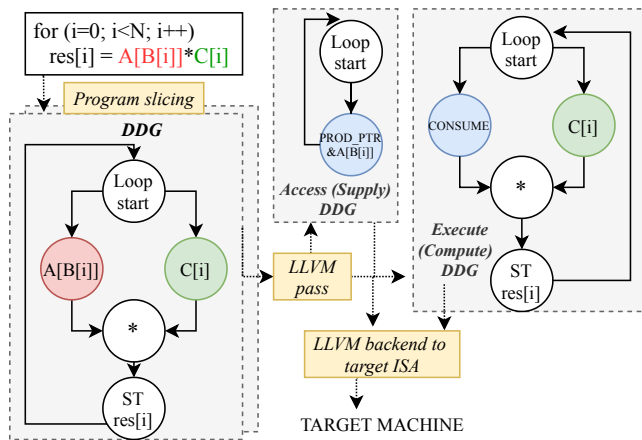 for (i=0; i<N; i++)
res[i] = A[B[i]]*C[i]
Program slicing
DDG
Loop
start
A[B[i]]
C[i]
*
ST
res[i]
LLVM
pass
Loop
start
PROD_PTR
&A[B[i]]
Access (Supply)
DDG
Loop
start
CONSUME
C[i]
*
ST
res[i]
Execute
(Compute)
DDG
LLVM backend to
target ISA
TARGET MACHINE